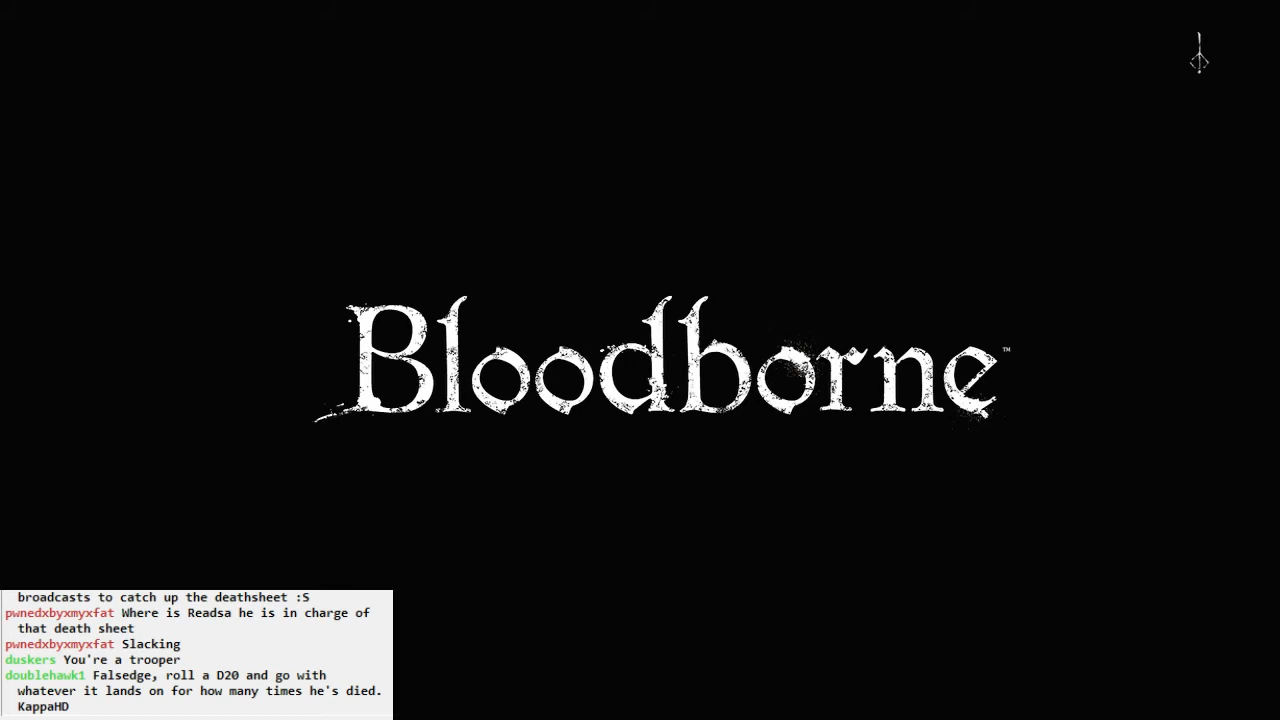 Bloodborne™
broadcasts to catch up the deathsheet :S
pwnedxbyxmyxfat Where is Readsa he is in charge of
that death sheet
pwnedxbyxmyxfat Slacking
duskers You're a trooper
doublehawk1 Falsedge, roll a D20 and go with
whatever it lands on for how many times he's died.
KappaHD